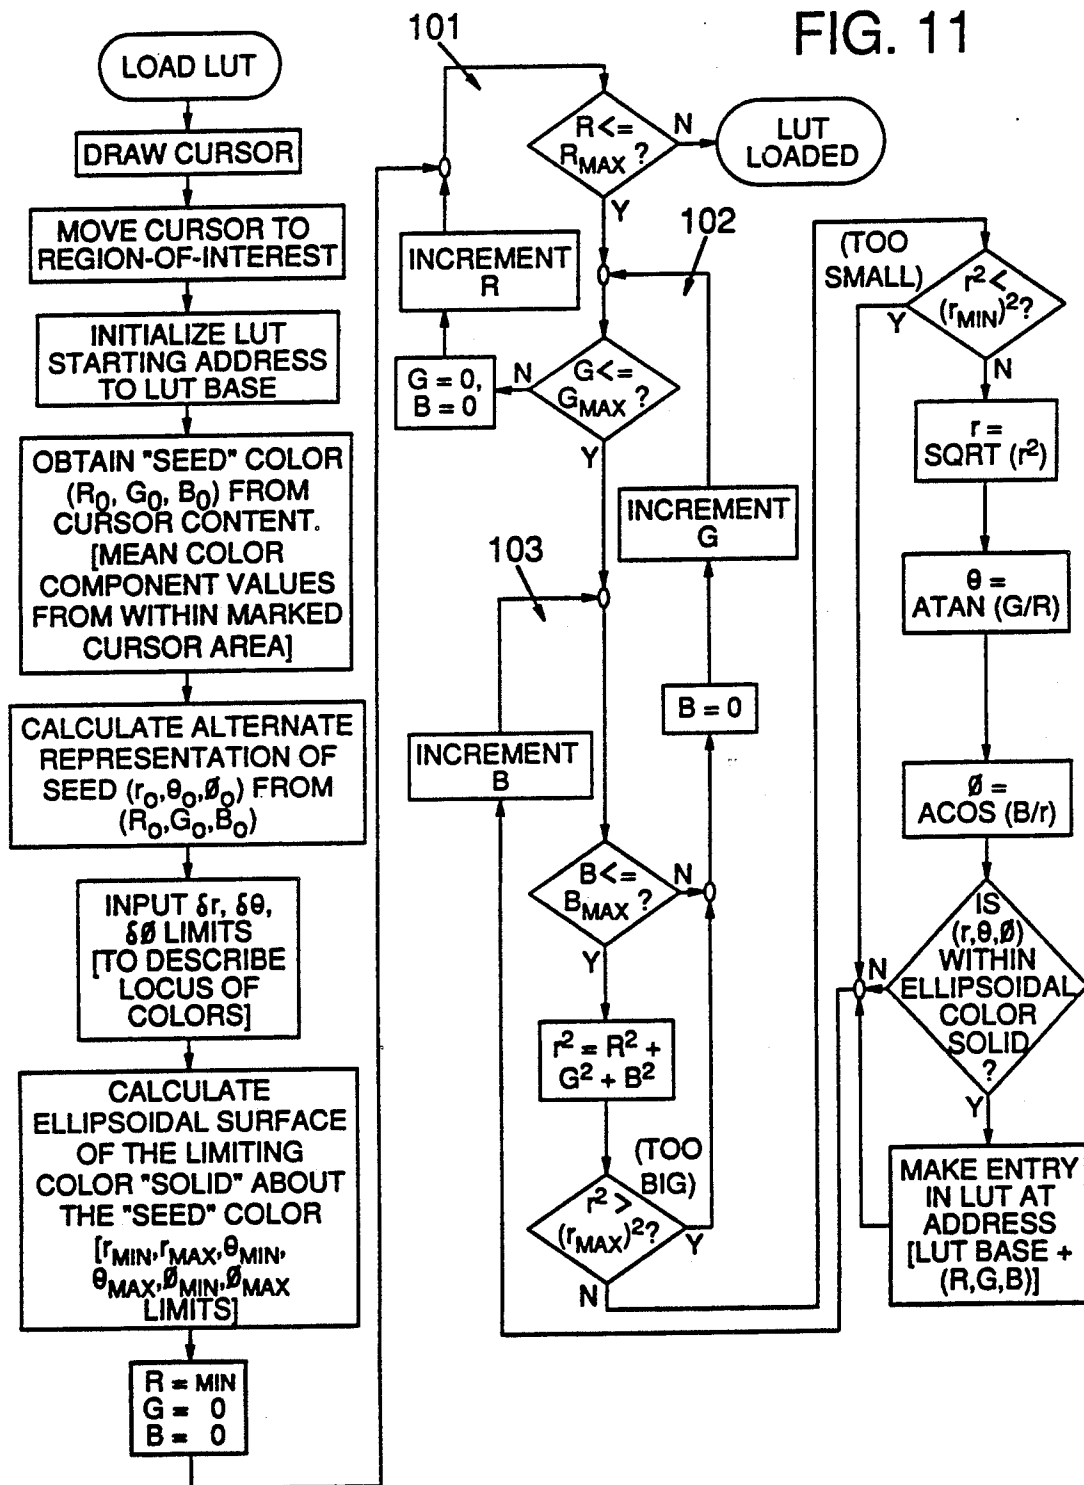 FIG. 11
LOAD LUT
DRAW CURSOR
MOVE CURSOR TO
REGION-OF-INTEREST
INITIALIZE LUT
STARTING ADDRESS
TO LUT BASE
OBTAIN "SEED" COLOR
(R₀, G₀, B₀) FROM
CURSOR CONTENT.
[MEAN COLOR
COMPONENT VALUES
FROM WITHIN MARKED
CURSOR AREA]
CALCULATE ALTERNATE
REPRESENTATION OF
SEED (r₀,θ₀,ø₀) FROM
(R₀,G₀,B₀)
INPUT δr, δθ,
δø LIMITS
[TO DESCRIBE
LOCUS OF
COLORS]
CALCULATE
ELLIPSOIDAL SURFACE
OF THE LIMITING
COLOR "SOLID" ABOUT
THE "SEED" COLOR
[rMIN,rMAX,θMIN,
θMAX,øMIN,øMAX
LIMITS]
R = MIN
G = 0
B = 0
101
R <=
RMAX ?
N
Y
LUT
LOADED
INCREMENT
R
G = 0,
B = 0
102
G <=
GMAX ?
N
Y
INCREMENT
G
B = 0
103
INCREMENT
B
B <=
BMAX ?
N
Y
r² = R² +
G² + B²
r² >
(rMAX)²?
(TOO
BIG)
Y
N
(TOO
SMALL)
r² <
(rMIN)²?
Y
N
r =
SQRT (r²)
θ =
ATAN (G/R)
ø =
ACOS (B/r)
IS
(r,θ,ø)
WITHIN
ELLIPSOIDAL
COLOR
SOLID
?
N
Y
MAKE ENTRY
IN LUT AT
ADDRESS
[LUT BASE +
(R,G,B)]